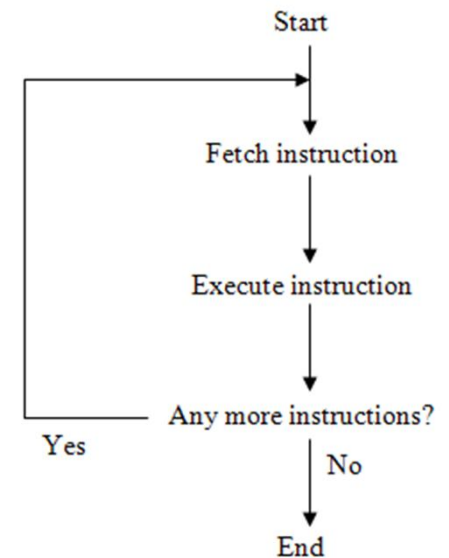 Start
Fetch instruction
Execute instruction
Any more instructions?
Yes
No
End